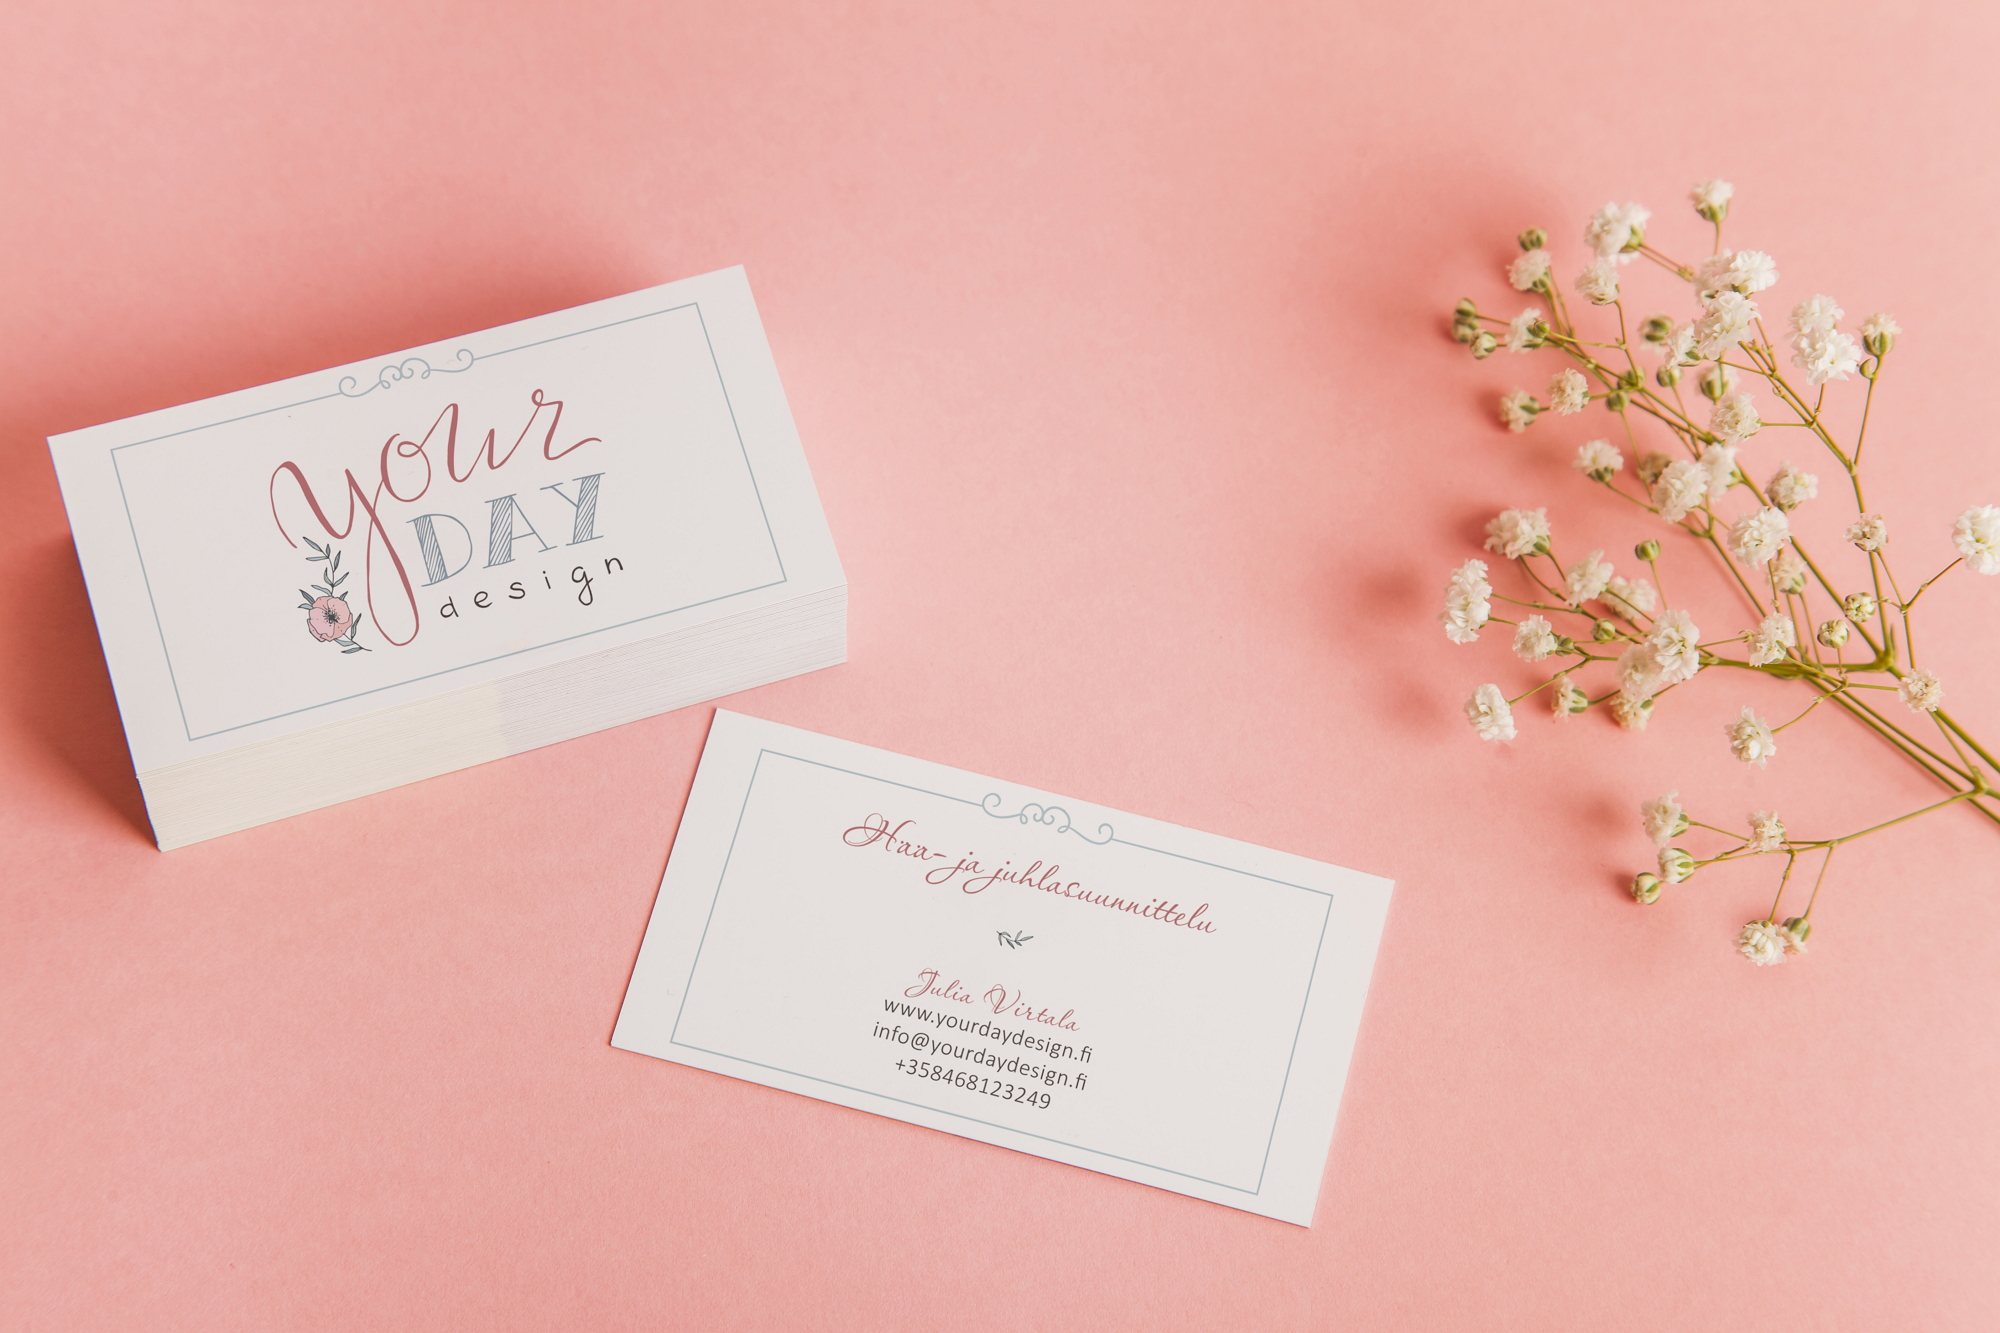 your
DAY
design
Hää- ja juhlasuunnittelu
Julia Virtala
www.yourdaydesign.fi
info@yourdaydesign.fi
+358468123249